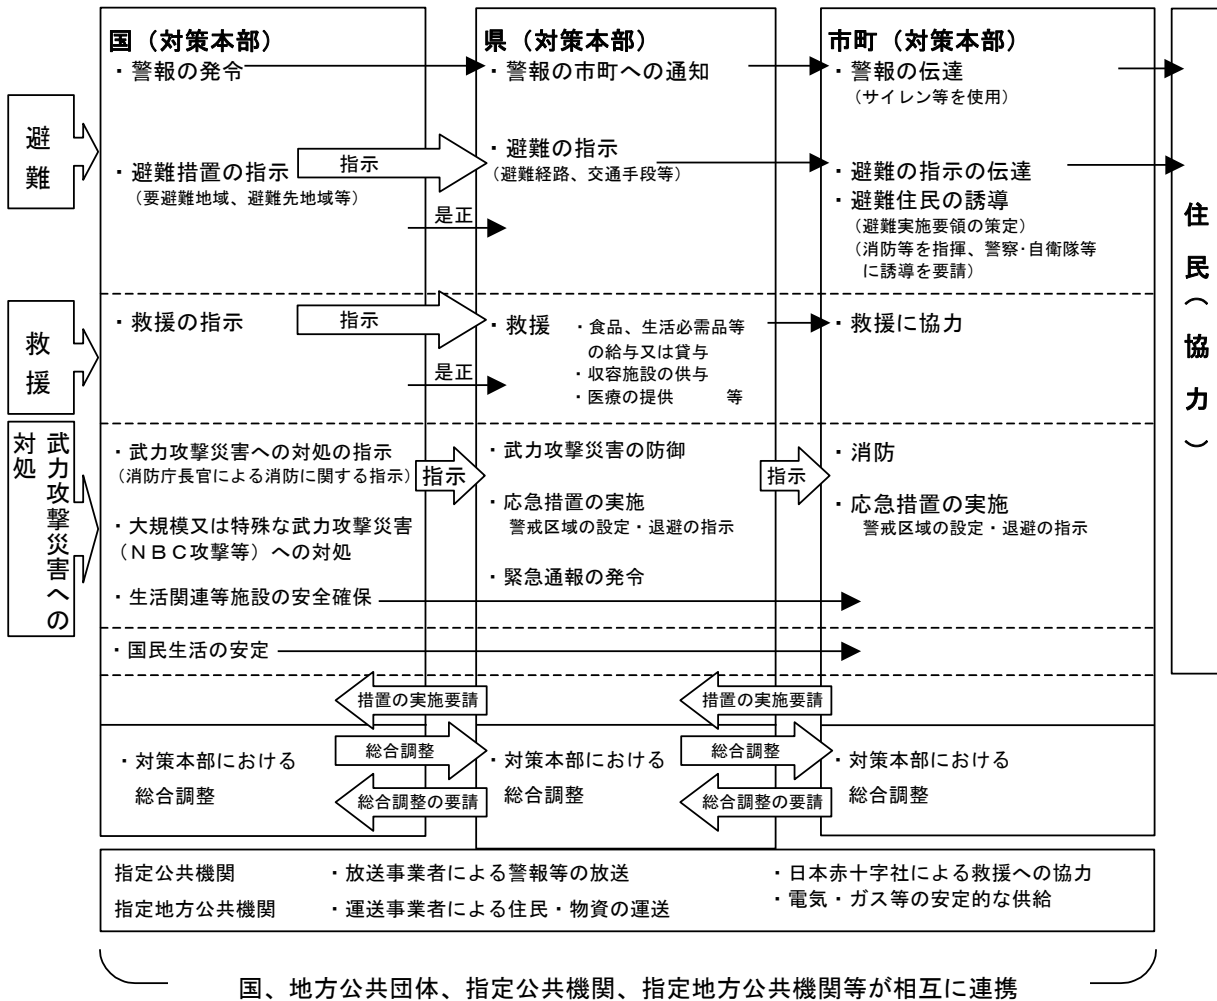 国（対策本部）
・警報の発令
避難
・避難措置の指示
（要避難地域、避難先地域等）
指示
是正
県（対策本部）
・警報の市町への通知
・避難の指示
（避難経路、交通手段等）
市町（対策本部）
・警報の伝達
（サイレン等を使用）
・避難の指示の伝達
・避難住民の誘導
（避難実施要領の策定）
（消防等を指揮、警察・自衛隊等
に誘導を要請）
住民（協力）
救援
・救援の指示
指示
是正
・救援
・食品、生活必需品等
の給与又は貸与
・収容施設の供与
・医療の提供　　等
・救援に協力
武力攻撃災害への
対処
・武力攻撃災害への対処の指示
（消防庁長官による消防に関する指示）
・大規模又は特殊な武力攻撃災害
（ＮＢＣ攻撃等）への対処
・生活関連等施設の安全確保
指示
・武力攻撃災害の防御
・応急措置の実施
警戒区域の設定・退避の指示
・緊急通報の発令
指示
・消防
・応急措置の実施
警戒区域の設定・退避の指示
・国民生活の安定
措置の実施要請
措置の実施要請
・対策本部における
総合調整
総合調整
総合調整の要請
・対策本部における
総合調整
総合調整
総合調整の要請
・対策本部における
総合調整
指定公共機関
指定地方公共機関
・放送事業者による警報等の放送
・運送事業者による住民・物資の運送
・日本赤十字社による救援への協力
・電気・ガス等の安定的な供給
国、地方公共団体、指定公共機関、指定地方公共機関等が相互に連携